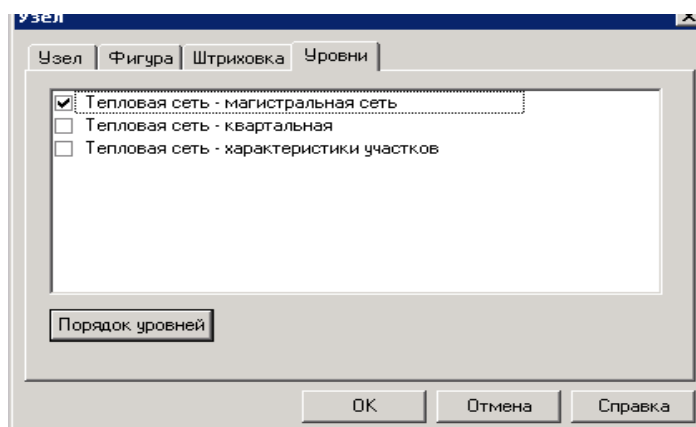 Узел
Узел Фигура Штриховка Уровни
Тепловая сеть - магистральная сеть
Тепловая сеть - квартальная
Тепловая сеть - характеристики участков
Порядок уровней
OK Отмена Справка